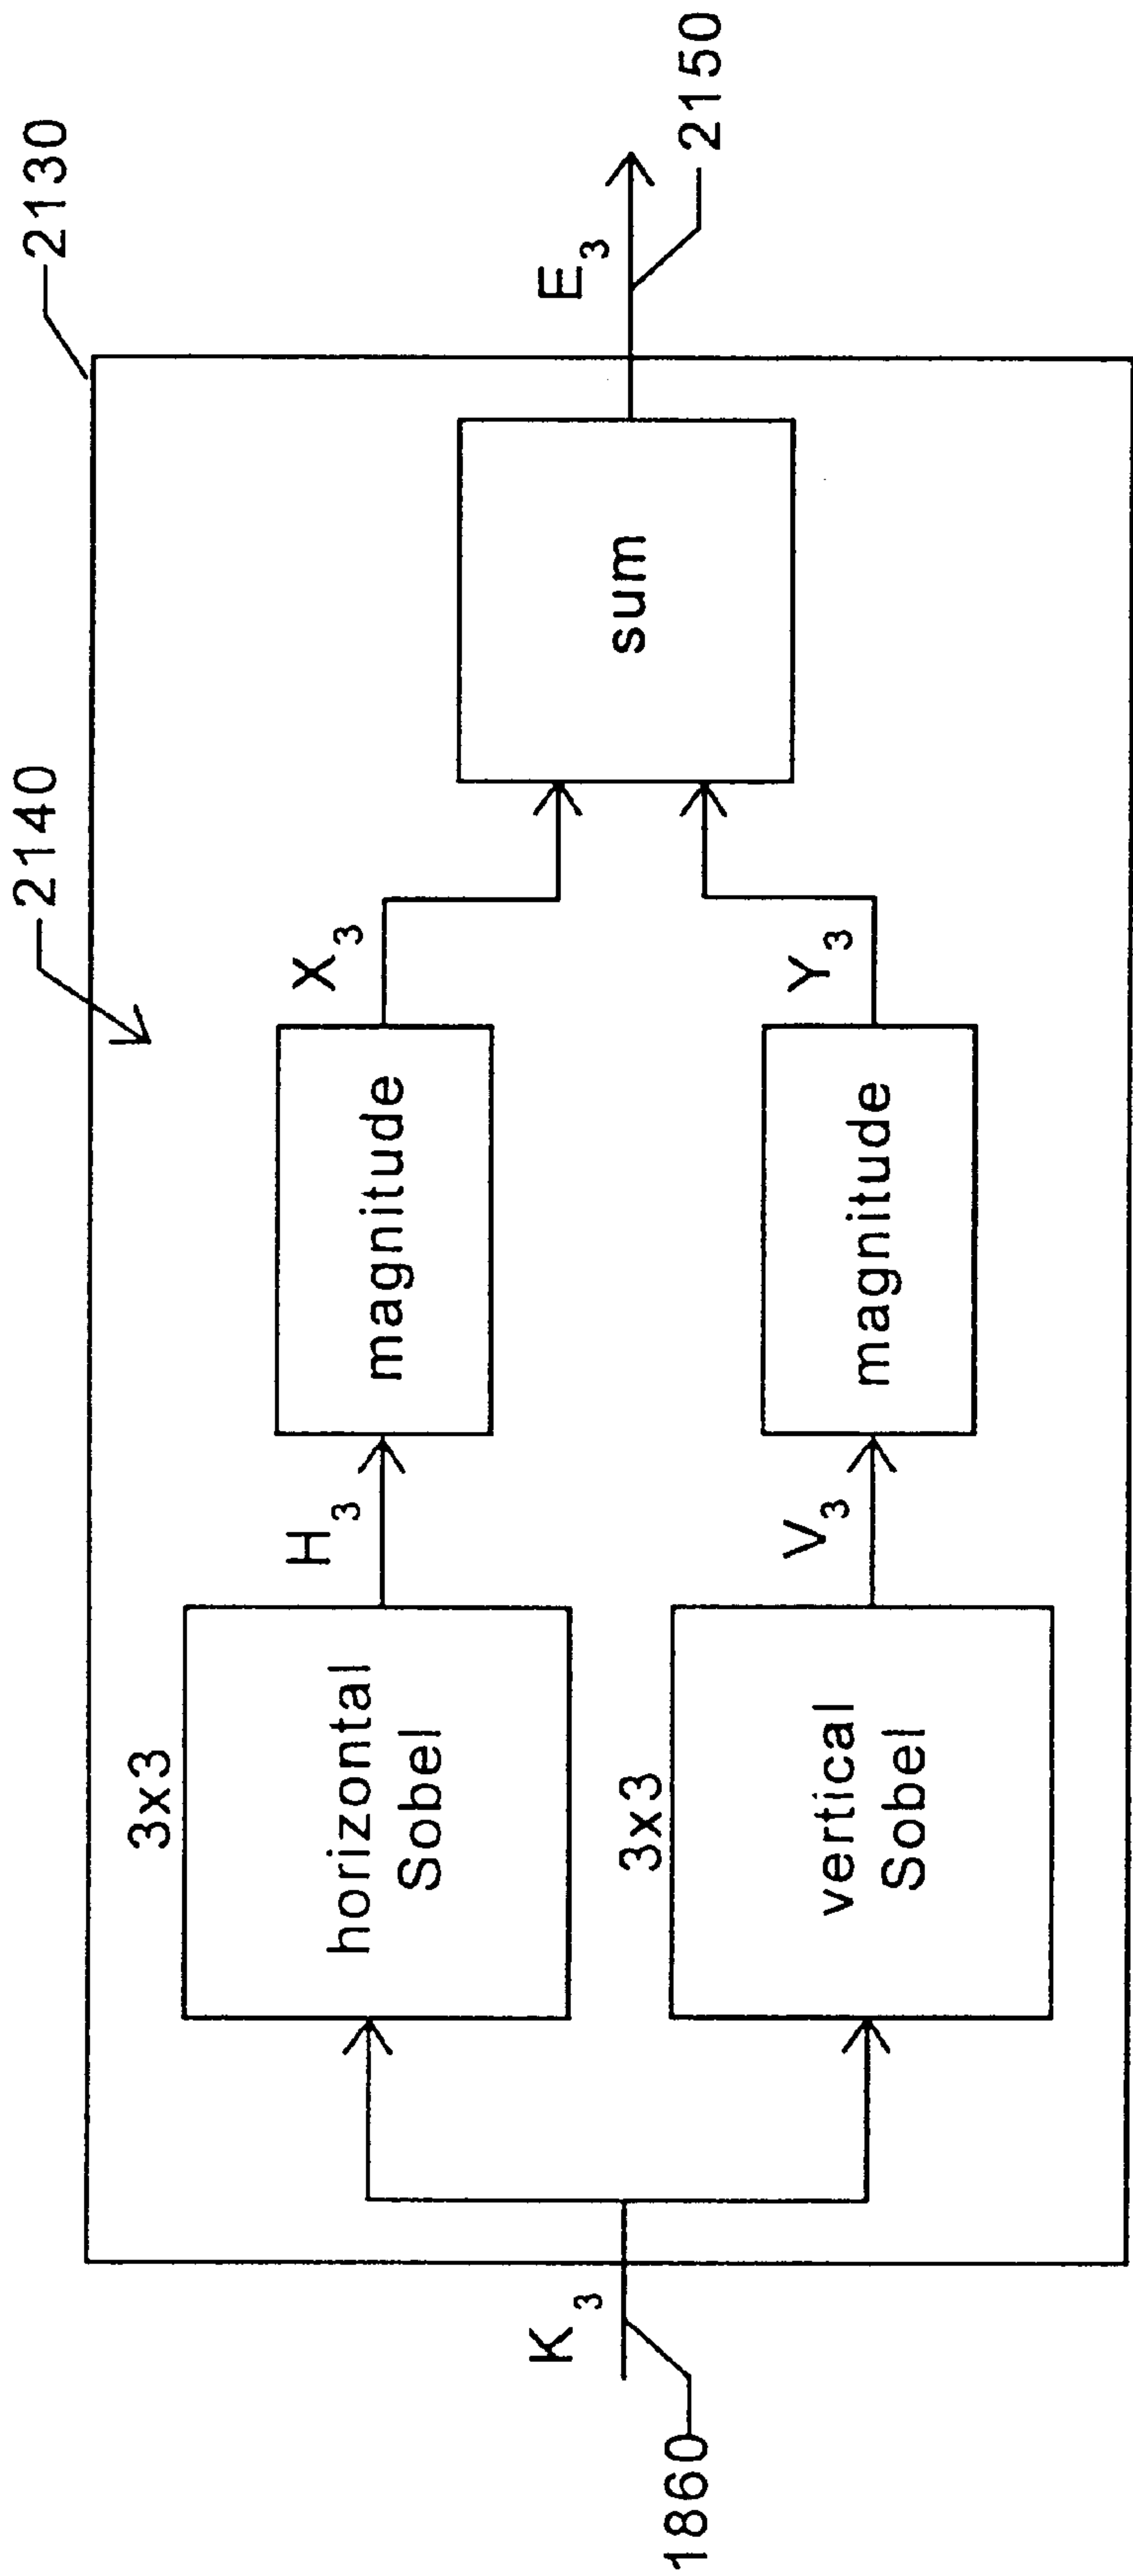 2130
2140
3x3
horizontal
Sobel
H3
magnitude
X3
K3
1860
sum
E3
2150
3x3
vertical
Sobel
V3
magnitude
Y3